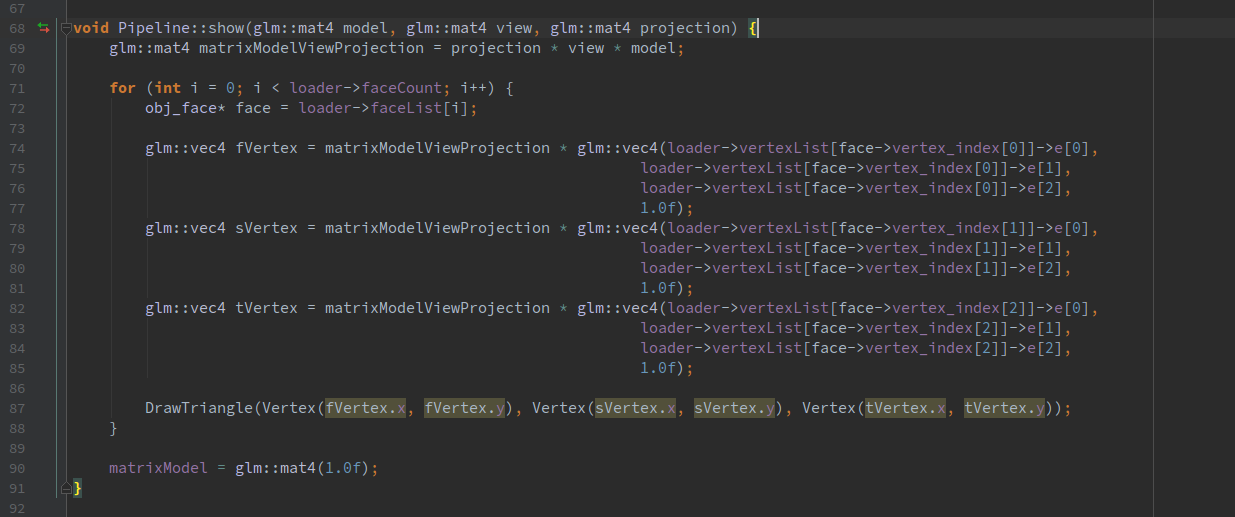 67
68 void Pipeline::show(glm::mat4 model, glm::mat4 view, glm::mat4 projection) {
69 glm::mat4 matrixModelViewProjection = projection * view * model;
70
71 for (int i = 0; i < loader->faceCount; i++) {
72 obj_face* face = loader->faceList[i];
73
74 glm::vec4 fVertex = matrixModelViewProjection * glm::vec4(loader->vertexList[face->vertex_index[0]]->e[0],
75 loader->vertexList[face->vertex_index[0]]->e[1],
76 loader->vertexList[face->vertex_index[0]]->e[2],
77 1.0f);
78 glm::vec4 sVertex = matrixModelViewProjection * glm::vec4(loader->vertexList[face->vertex_index[1]]->e[0],
79 loader->vertexList[face->vertex_index[1]]->e[1],
80 loader->vertexList[face->vertex_index[1]]->e[2],
81 1.0f);
82 glm::vec4 tVertex = matrixModelViewProjection * glm::vec4(loader->vertexList[face->vertex_index[2]]->e[0],
83 loader->vertexList[face->vertex_index[2]]->e[1],
84 loader->vertexList[face->vertex_index[2]]->e[2],
85 1.0f);
86
87 DrawTriangle(Vertex(fVertex.x, fVertex.y), Vertex(sVertex.x, sVertex.y), Vertex(tVertex.x, tVertex.y));
88 }
89
90 matrixModel = glm::mat4(1.0f);
91 }
92